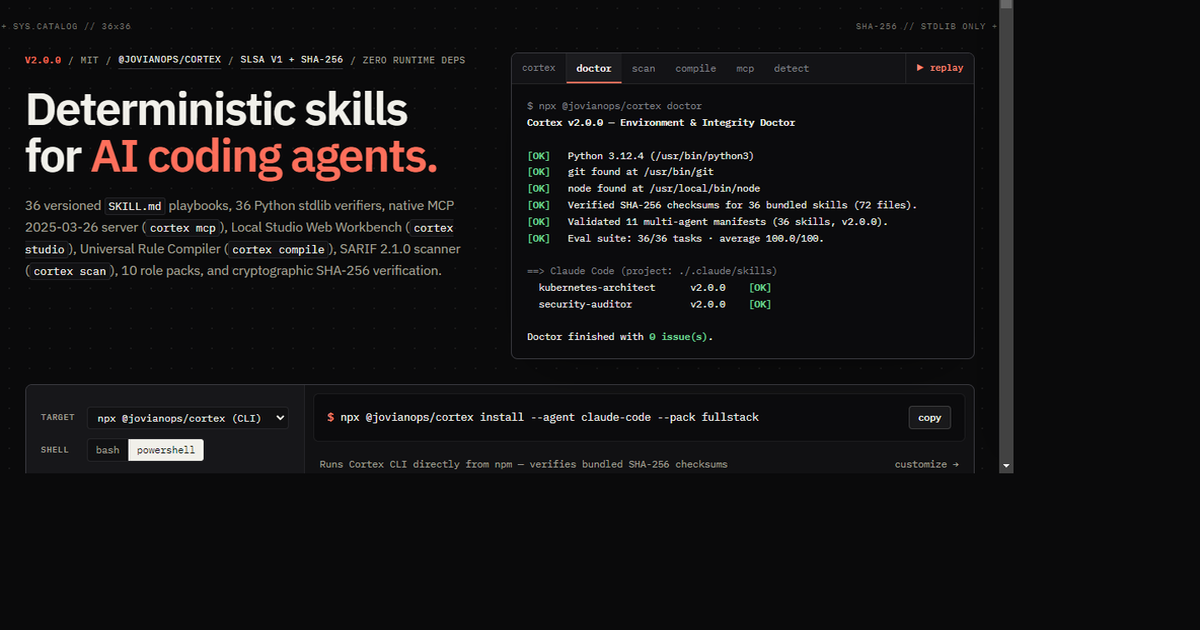 + SYS.CATALOG // 36x36
SHA-256 // STDLIB ONLY +
V2.0.0 / MIT / @JOVIANOPS/CORTEX / SLSA V1 + SHA-256 / ZERO RUNTIME DEPS
Deterministic skills
for AI coding agents.
36 versioned SKILL.md playbooks, 36 Python stdlib verifiers, native MCP
2025-03-26 server ( cortex mcp ), Local Studio Web Workbench ( cortex
studio ), Universal Rule Compiler ( cortex compile ), SARIF 2.1.0 scanner
( cortex scan ), 10 role packs, and cryptographic SHA-256 verification.
cortex doctor scan compile mcp detect ▶ replay
$ npx @jovianops/cortex doctor
Cortex v2.0.0 — Environment & Integrity Doctor
[OK] Python 3.12.4 (/usr/bin/python3)
[OK] git found at /usr/bin/git
[OK] node found at /usr/local/bin/node
[OK] Verified SHA-256 checksums for 36 bundled skills (72 files).
[OK] Validated 11 multi-agent manifests (36 skills, v2.0.0).
[OK] Eval suite: 36/36 tasks · average 100.0/100.
==> Claude Code (project: ./.claude/skills)
kubernetes-architect v2.0.0 [OK]
security-auditor v2.0.0 [OK]
Doctor finished with 0 issue(s).
TARGET npx @jovianops/cortex (CLI)
SHELL bash powershell
$ npx @jovianops/cortex install --agent claude-code --pack fullstack
copy
Runs Cortex CLI directly from npm — verifies bundled SHA-256 checksums
customize →